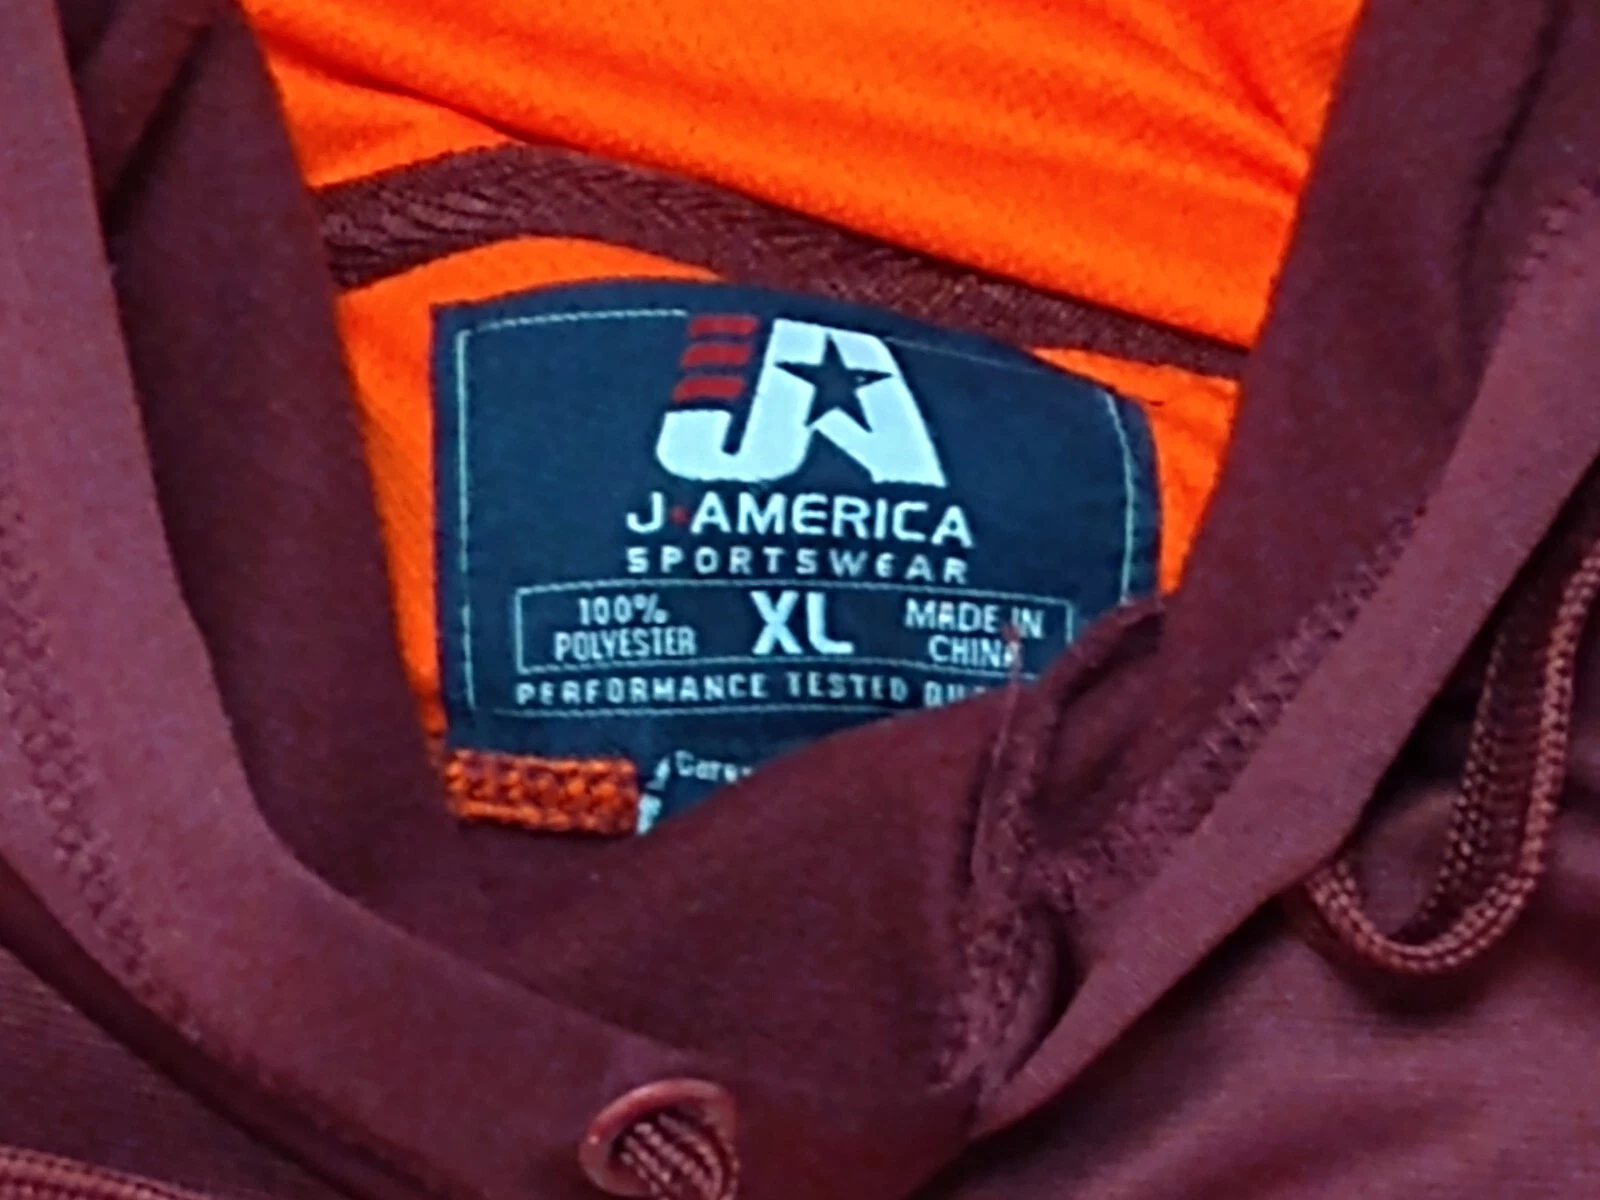 JA
J★AMERICA
SPORTSWEAR
100%
POLYESTER
XL
MADE IN
CHINA
PERFORMANCE TESTED